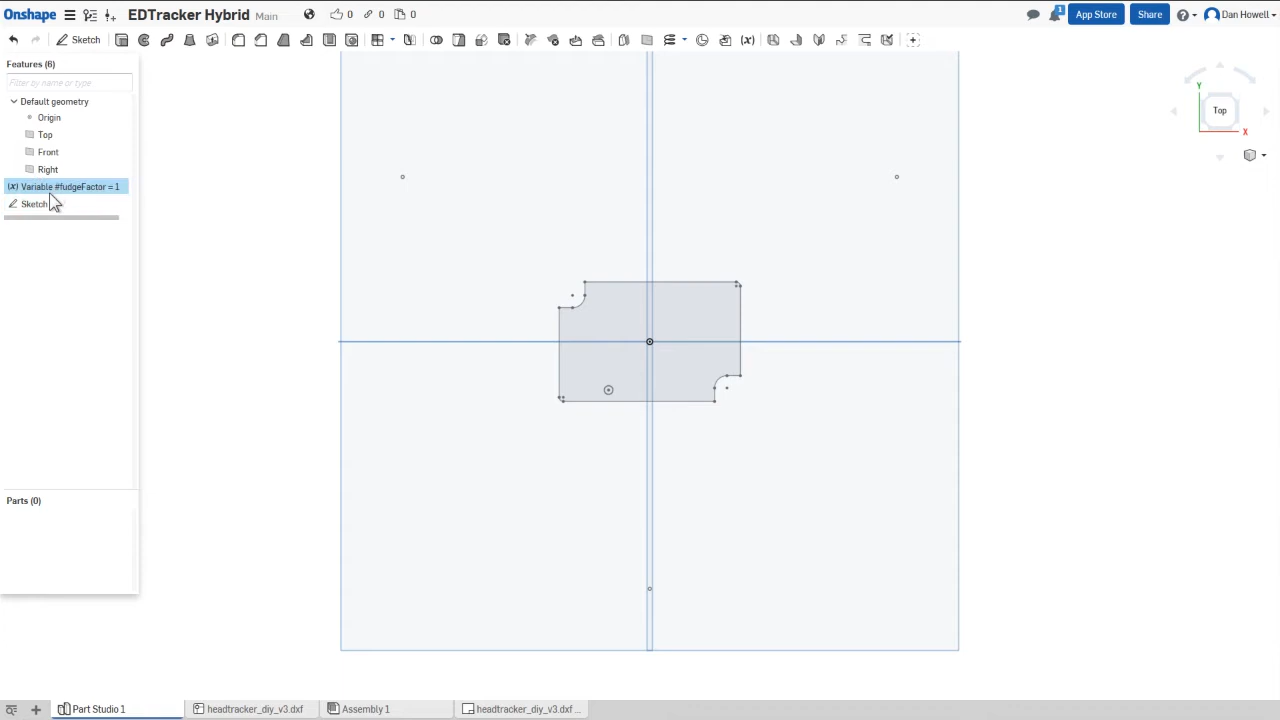 Onshape EDTracker Hybrid Main 0 0 0 1 App Store Share Dan Howell
Sketch (x)
Features (6)
Filter by name or type
Default geometry
Origin
Top
Front
Right
(x) Variable #fudgeFactor = 1
Sketch
Parts (0)
Y
Top
X
Part Studio 1 headtracker_diy_v3.dxf Assembly 1 headtracker_diy_v3.dxf ...